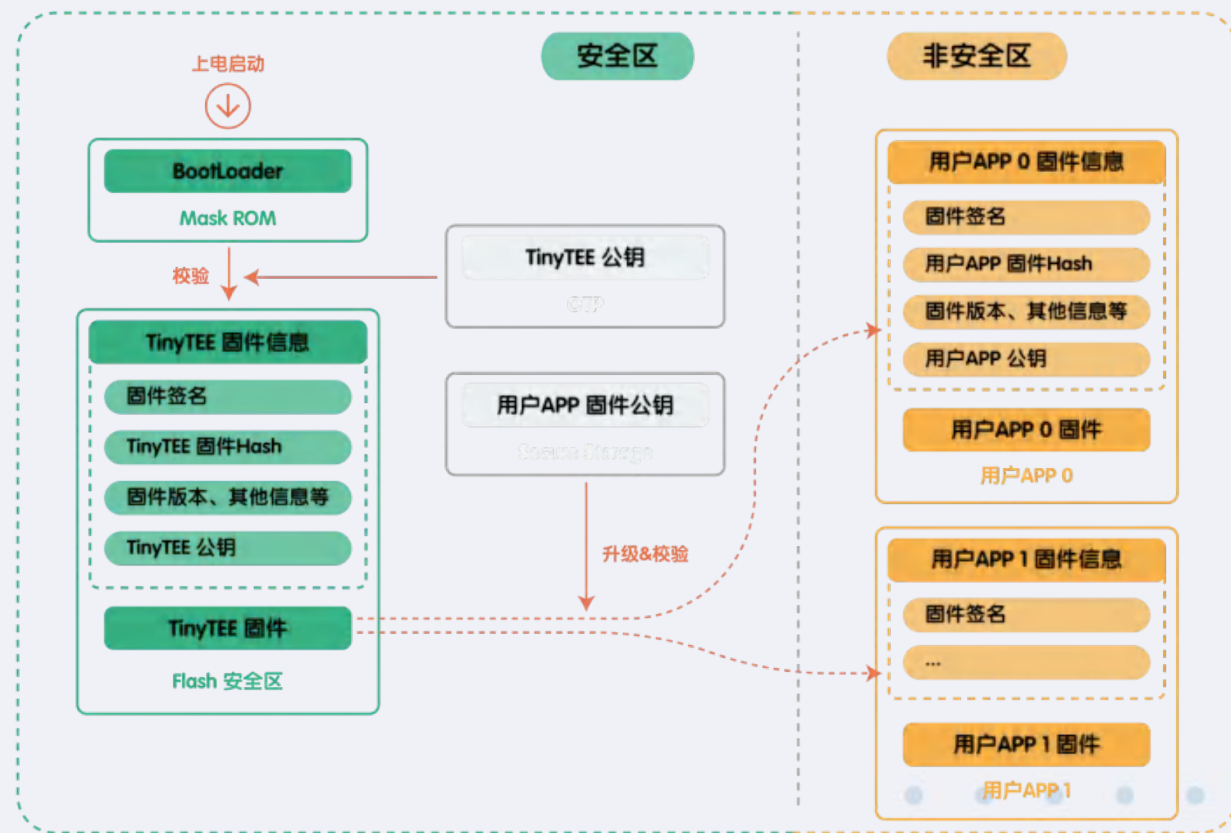 安全区
非安全区
上电启动
BootLoader
Mask ROM
校验
TinyTEE 公钥
OTP
TinyTEE 固件信息
固件签名
TinyTEE 固件Hash
固件版本、其他信息等
TinyTEE 公钥
TinyTEE 固件
Flash 安全区
用户APP 固件公钥
Secure Storage
升级&校验
用户APP 0 固件信息
固件签名
用户APP 固件Hash
固件版本、其他信息等
用户APP 公钥
用户APP 0 固件
用户APP 0
用户APP 1 固件信息
固件签名
...
用户APP 1 固件
用户APP 1